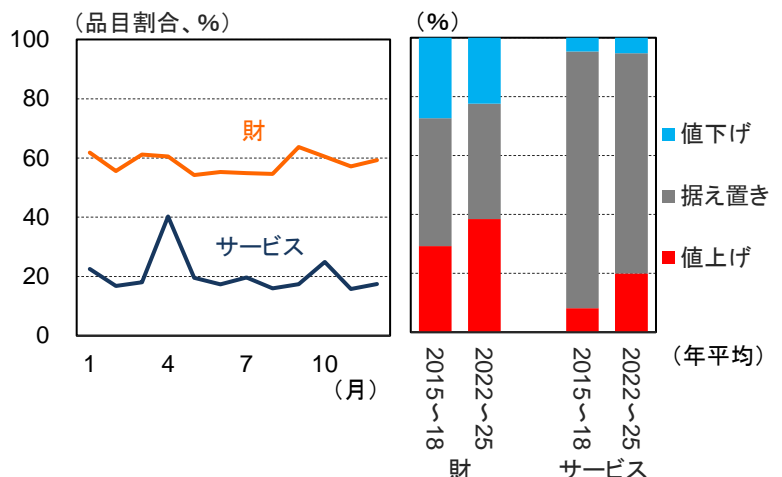 （品目割合、％）
100
80
60
40
20
0
財
サービス
1 4 7 10
（月）
（％）
値下げ
据え置き
値上げ
（年平均）
2015～18
2022～25
2015～18
2022～25
財 サービス